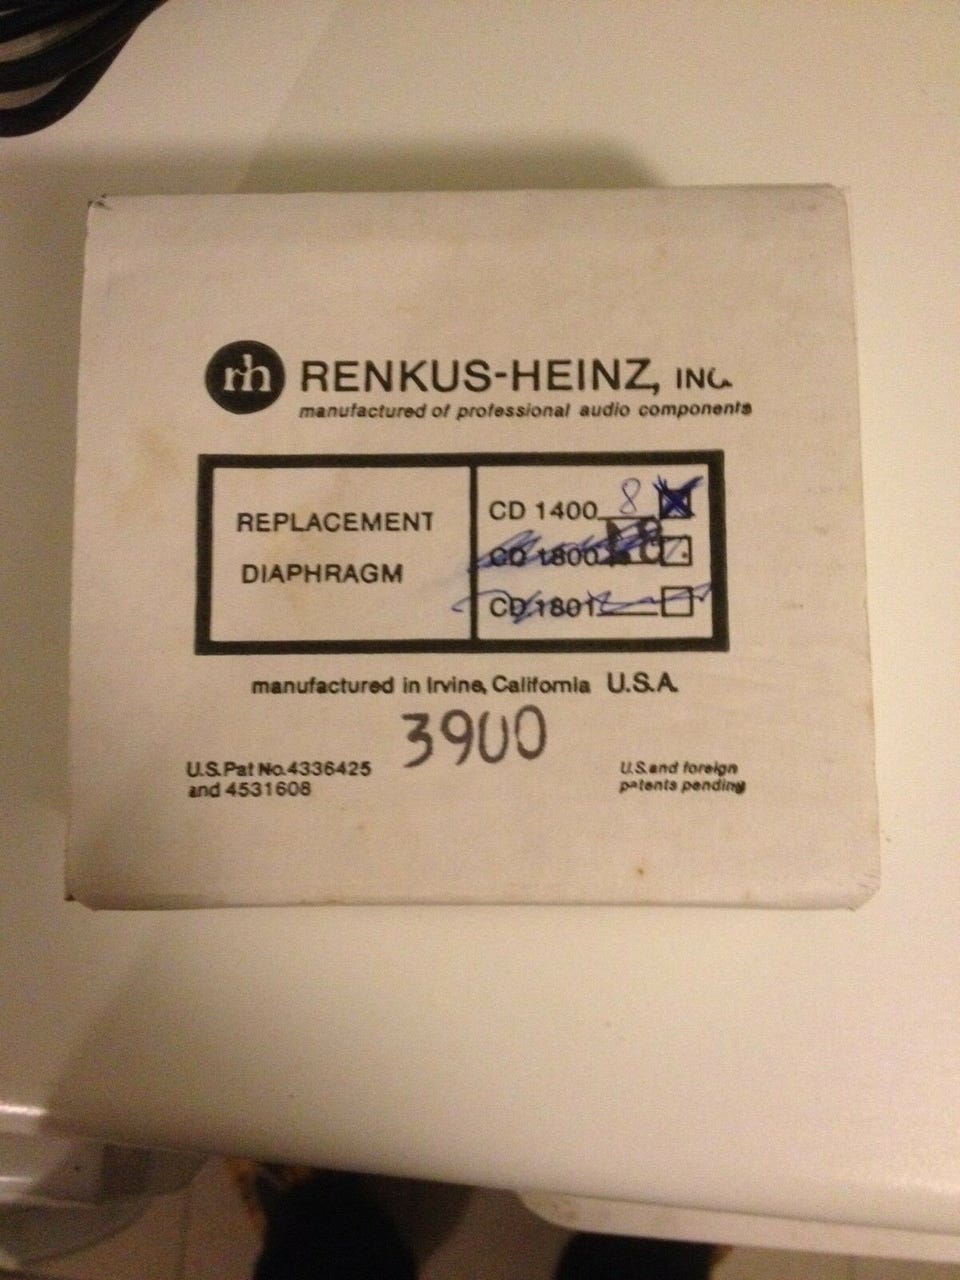 rh RENKUS-HEINZ, INC.
manufactured of professional audio components
REPLACEMENT
DIAPHRAGM
CD 1400 8
CD 1800
CD 1801
manufactured in Irvine, California U.S.A.
3900
U.S. Pat No. 4336425
and 4531608
U.S. and foreign
patents pending